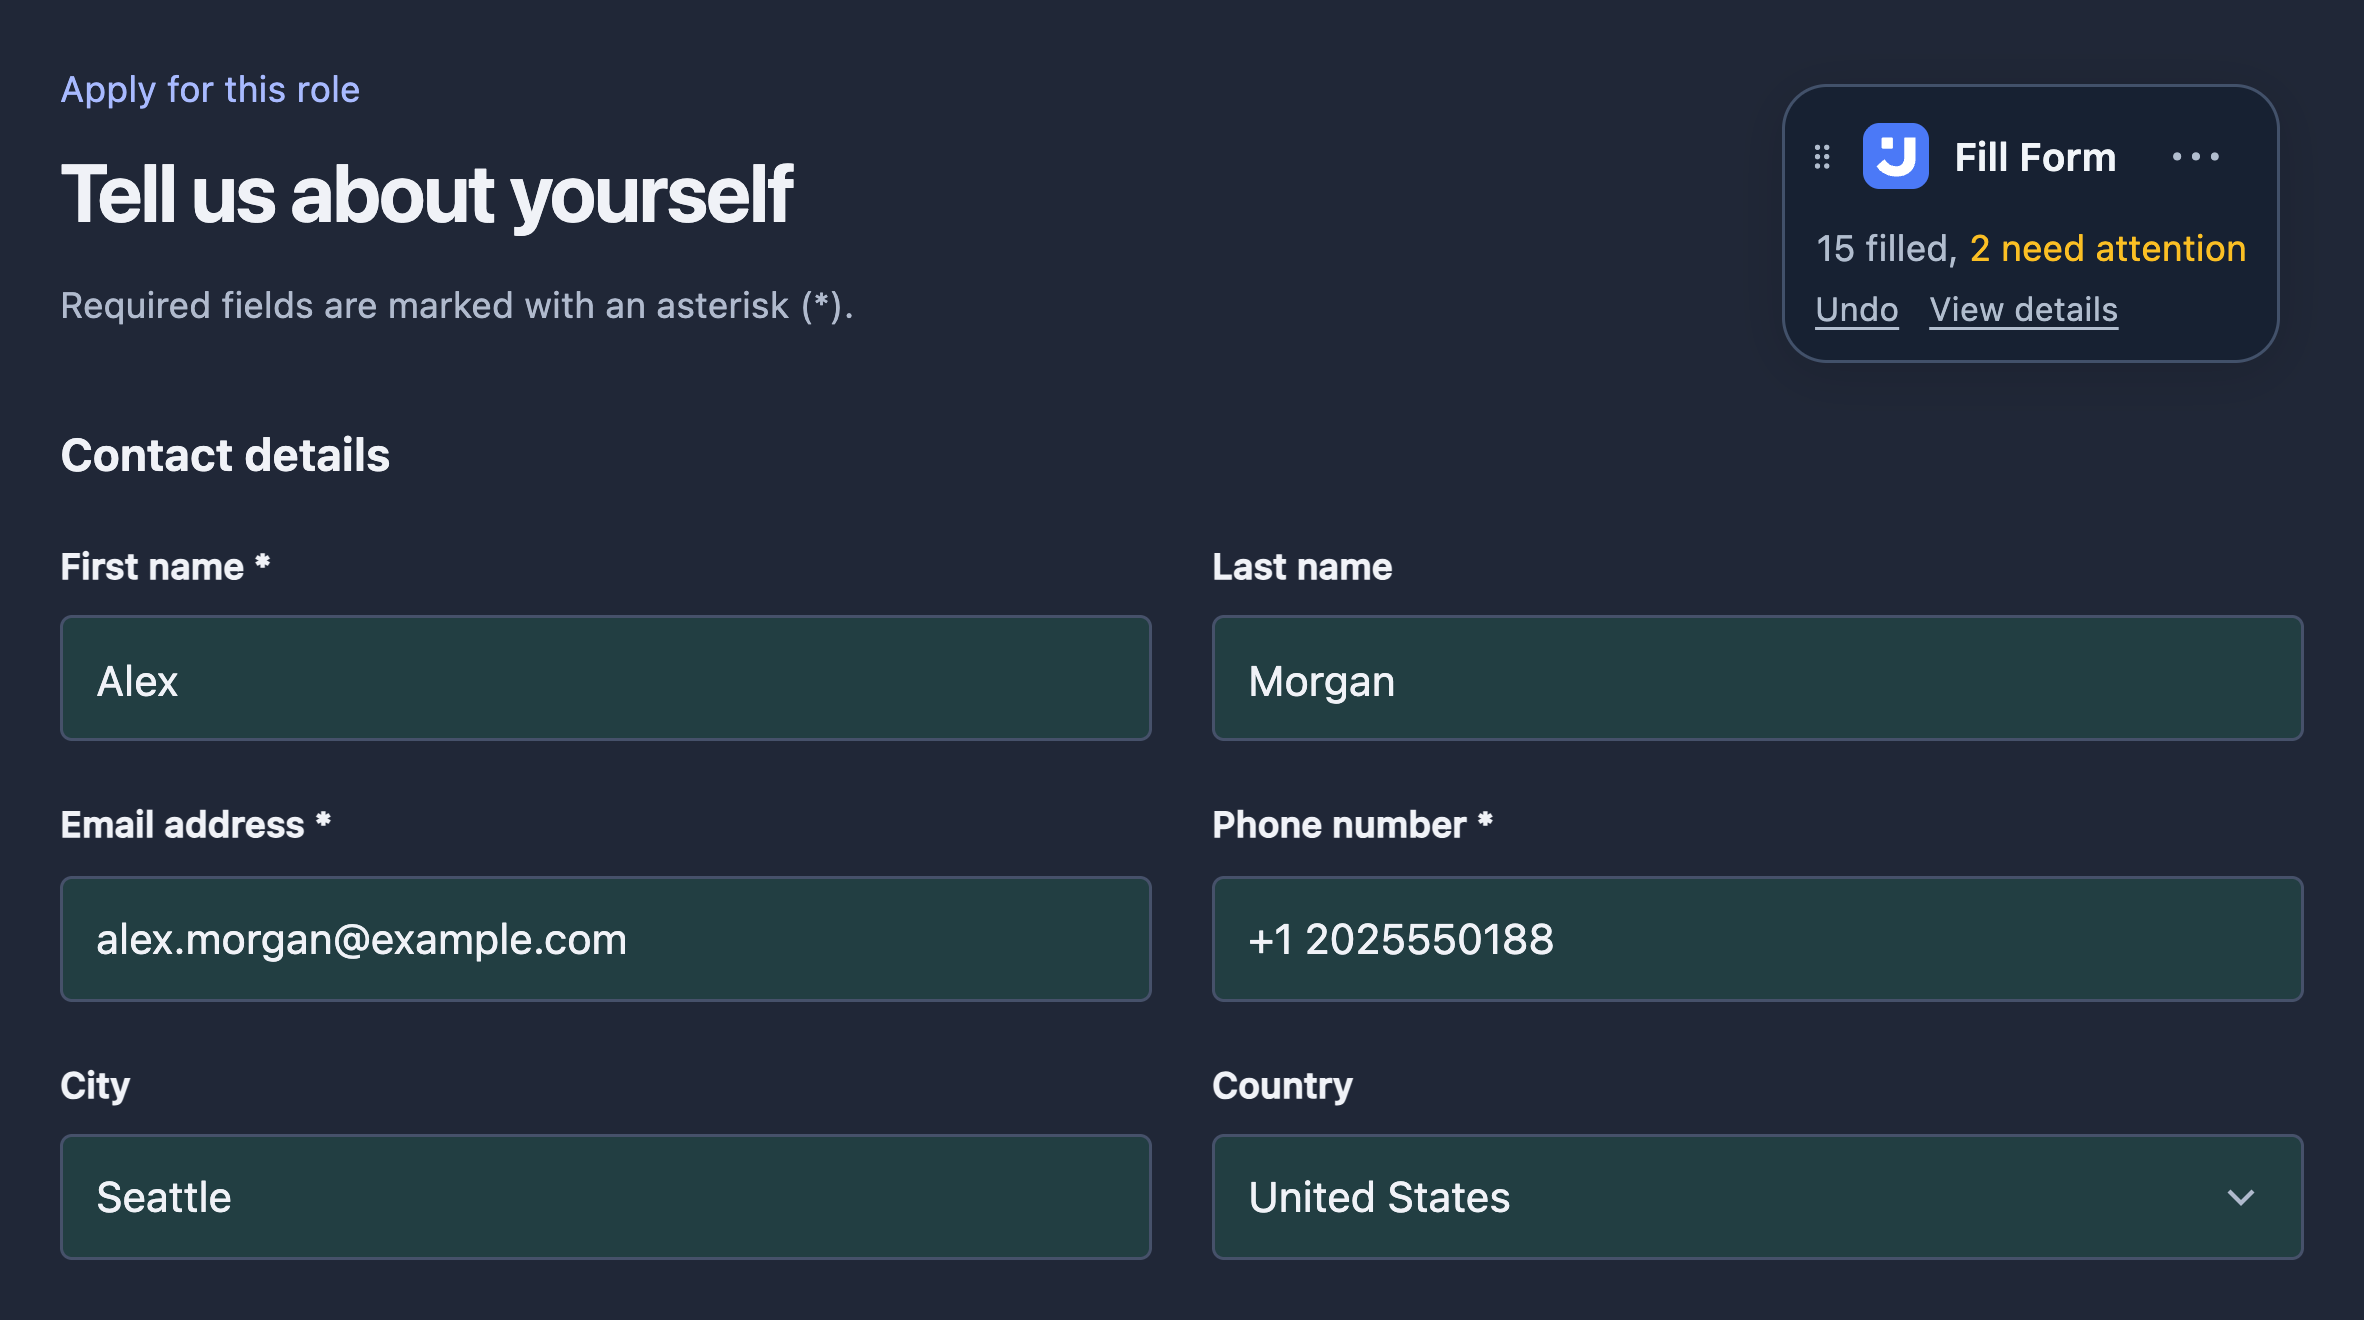 Apply for this role
Tell us about yourself
Required fields are marked with an asterisk (*).
Fill Form
15 filled, 2 need attention
Undo View details
Contact details
First name *
Last name
Alex
Morgan
Email address *
Phone number *
alex.morgan@example.com
+1 2025550188
City
Country
Seattle
United States